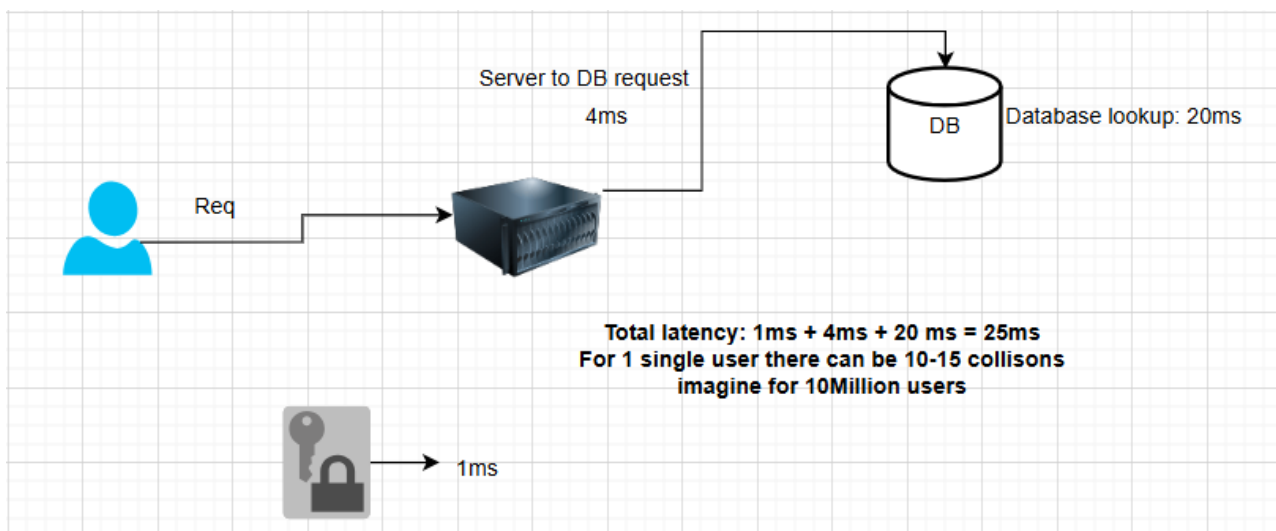 Server to DB request
4ms
DB
Database lookup: 20ms
Req
Total latency: 1ms + 4ms + 20 ms = 25ms
For 1 single user there can be 10-15 collisons
imagine for 10Million users
1ms